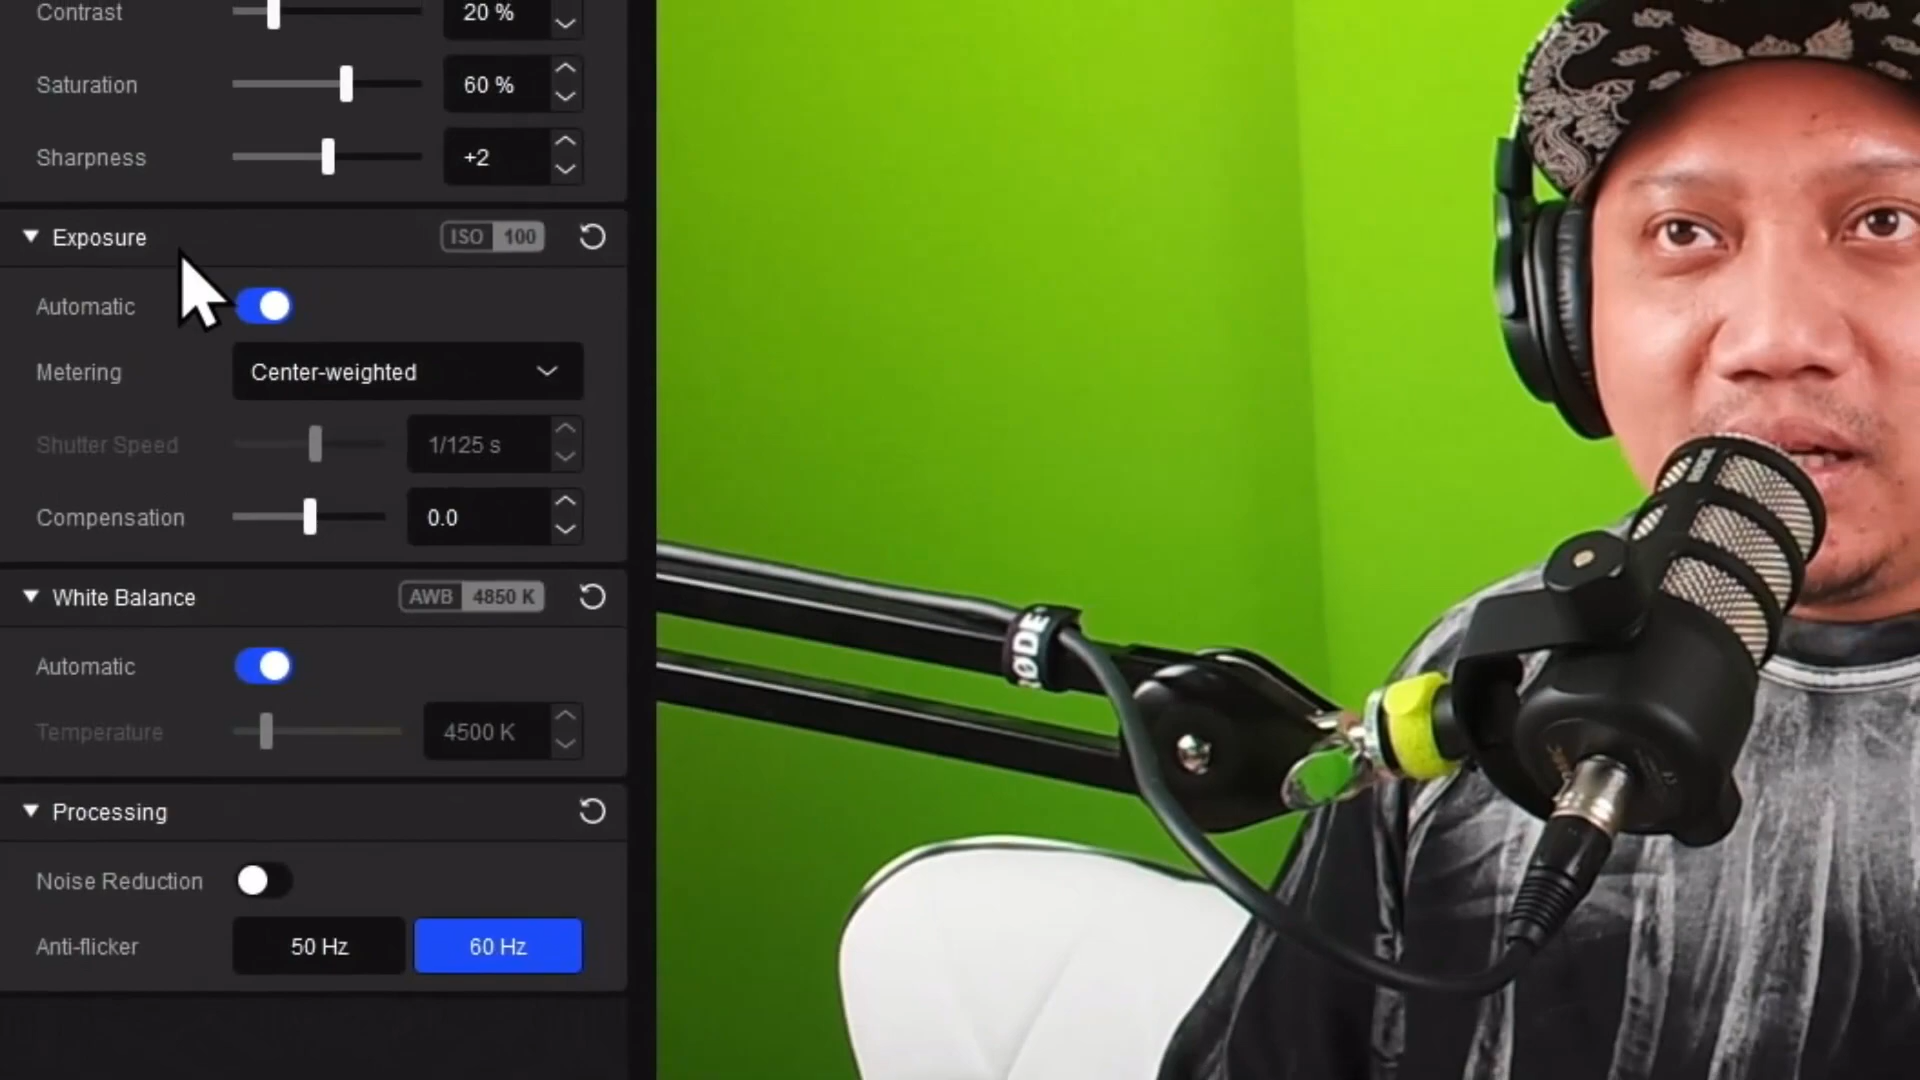 Contrast 20 %
Saturation 60 %
Sharpness +2
Exposure ISO 100
Automatic
Metering Center-weighted
Shutter Speed 1/125 s
Compensation 0.0
White Balance AWB 4850 K
Automatic
Temperature 4500 K
RØDE
Processing
Noise Reduction
Anti-flicker 50 Hz 60 Hz